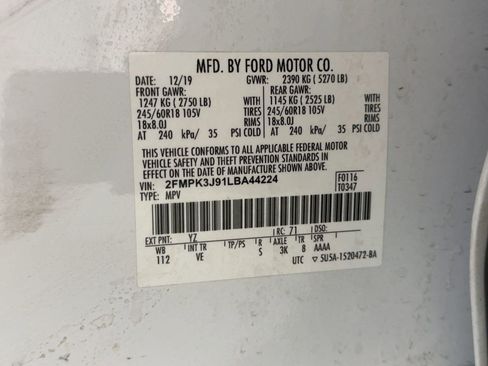 MFD. BY FORD MOTOR CO.
DATE: 12/19 GVWR: 2390 KG (5270 LB)
FRONT GAWR: REAR GAWR:
1247 KG (2750 LB) WITH 1145 KG (2525 LB) WITH
245/60R18 105V TIRES 245/60R18 105V TIRES
18x8.0J RIMS 18x8.0J RIMS
AT 240 kPa/ 35 PSI COLD AT 240 kPa/ 35 PSI COLD
THIS VEHICLE CONFORMS TO ALL APPLICABLE FEDERAL MOTOR
VEHICLE SAFETY AND THEFT PREVENTION STANDARDS IN
EFFECT ON THE DATE OF MANUFACTURE SHOWN ABOVE.
VIN: 2FMPK3J91LBA44224 F0116
TYPE: MPV T0347
EXT PNT: YZ RC: 71 DSO:
WB INT TR TP/PS R AXLE TR SPR
112 VE S 3K 8 AAAA
UTC ▽ 5U5A-1520472-BA